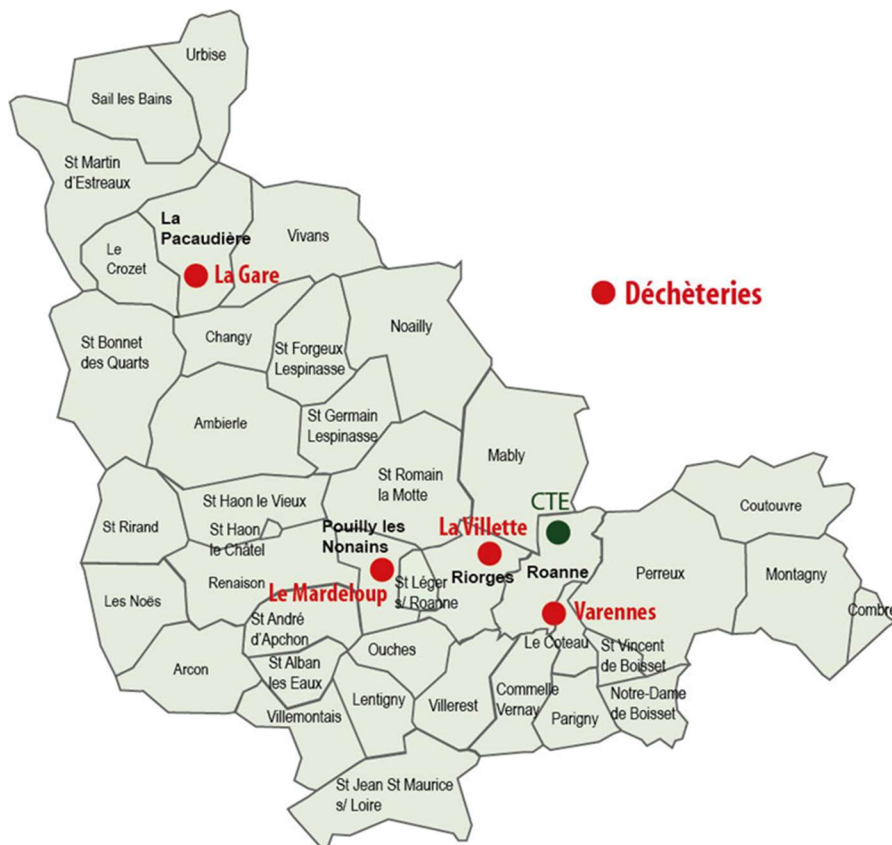 Urbise
Sail les Bains
St Martin
d'Estreaux
La
Pacaudière
Vivans
Le
Crozet
La Gare
Déchèteries
St Bonnet
des Quarts
Changy
St Forgeux
Lespinasse
Noailly
Ambierle
St Germain
Lespinasse
Mably
St Romain
la Motte
St Haon le Vieux
CTE
Coutouvre
St Rirand
St Haon
le Châtel
Pouilly les
Nonains
La Villette
Roanne
Riorges
Perreux
Montagny
Renaison
Le Mardeloup
St Léger
s/ Roanne
Les Noës
Combre
Varennes
St André
d'Apchon
Le Coteau
Ouches
St Vincent
de Boisset
Arcon
St Alban
les Eaux
Lentigny
Villerest
Commelle
Vernay
Notre-Dame
de Boisset
Villemontais
Parigny
St Jean St Maurice
s/ Loire